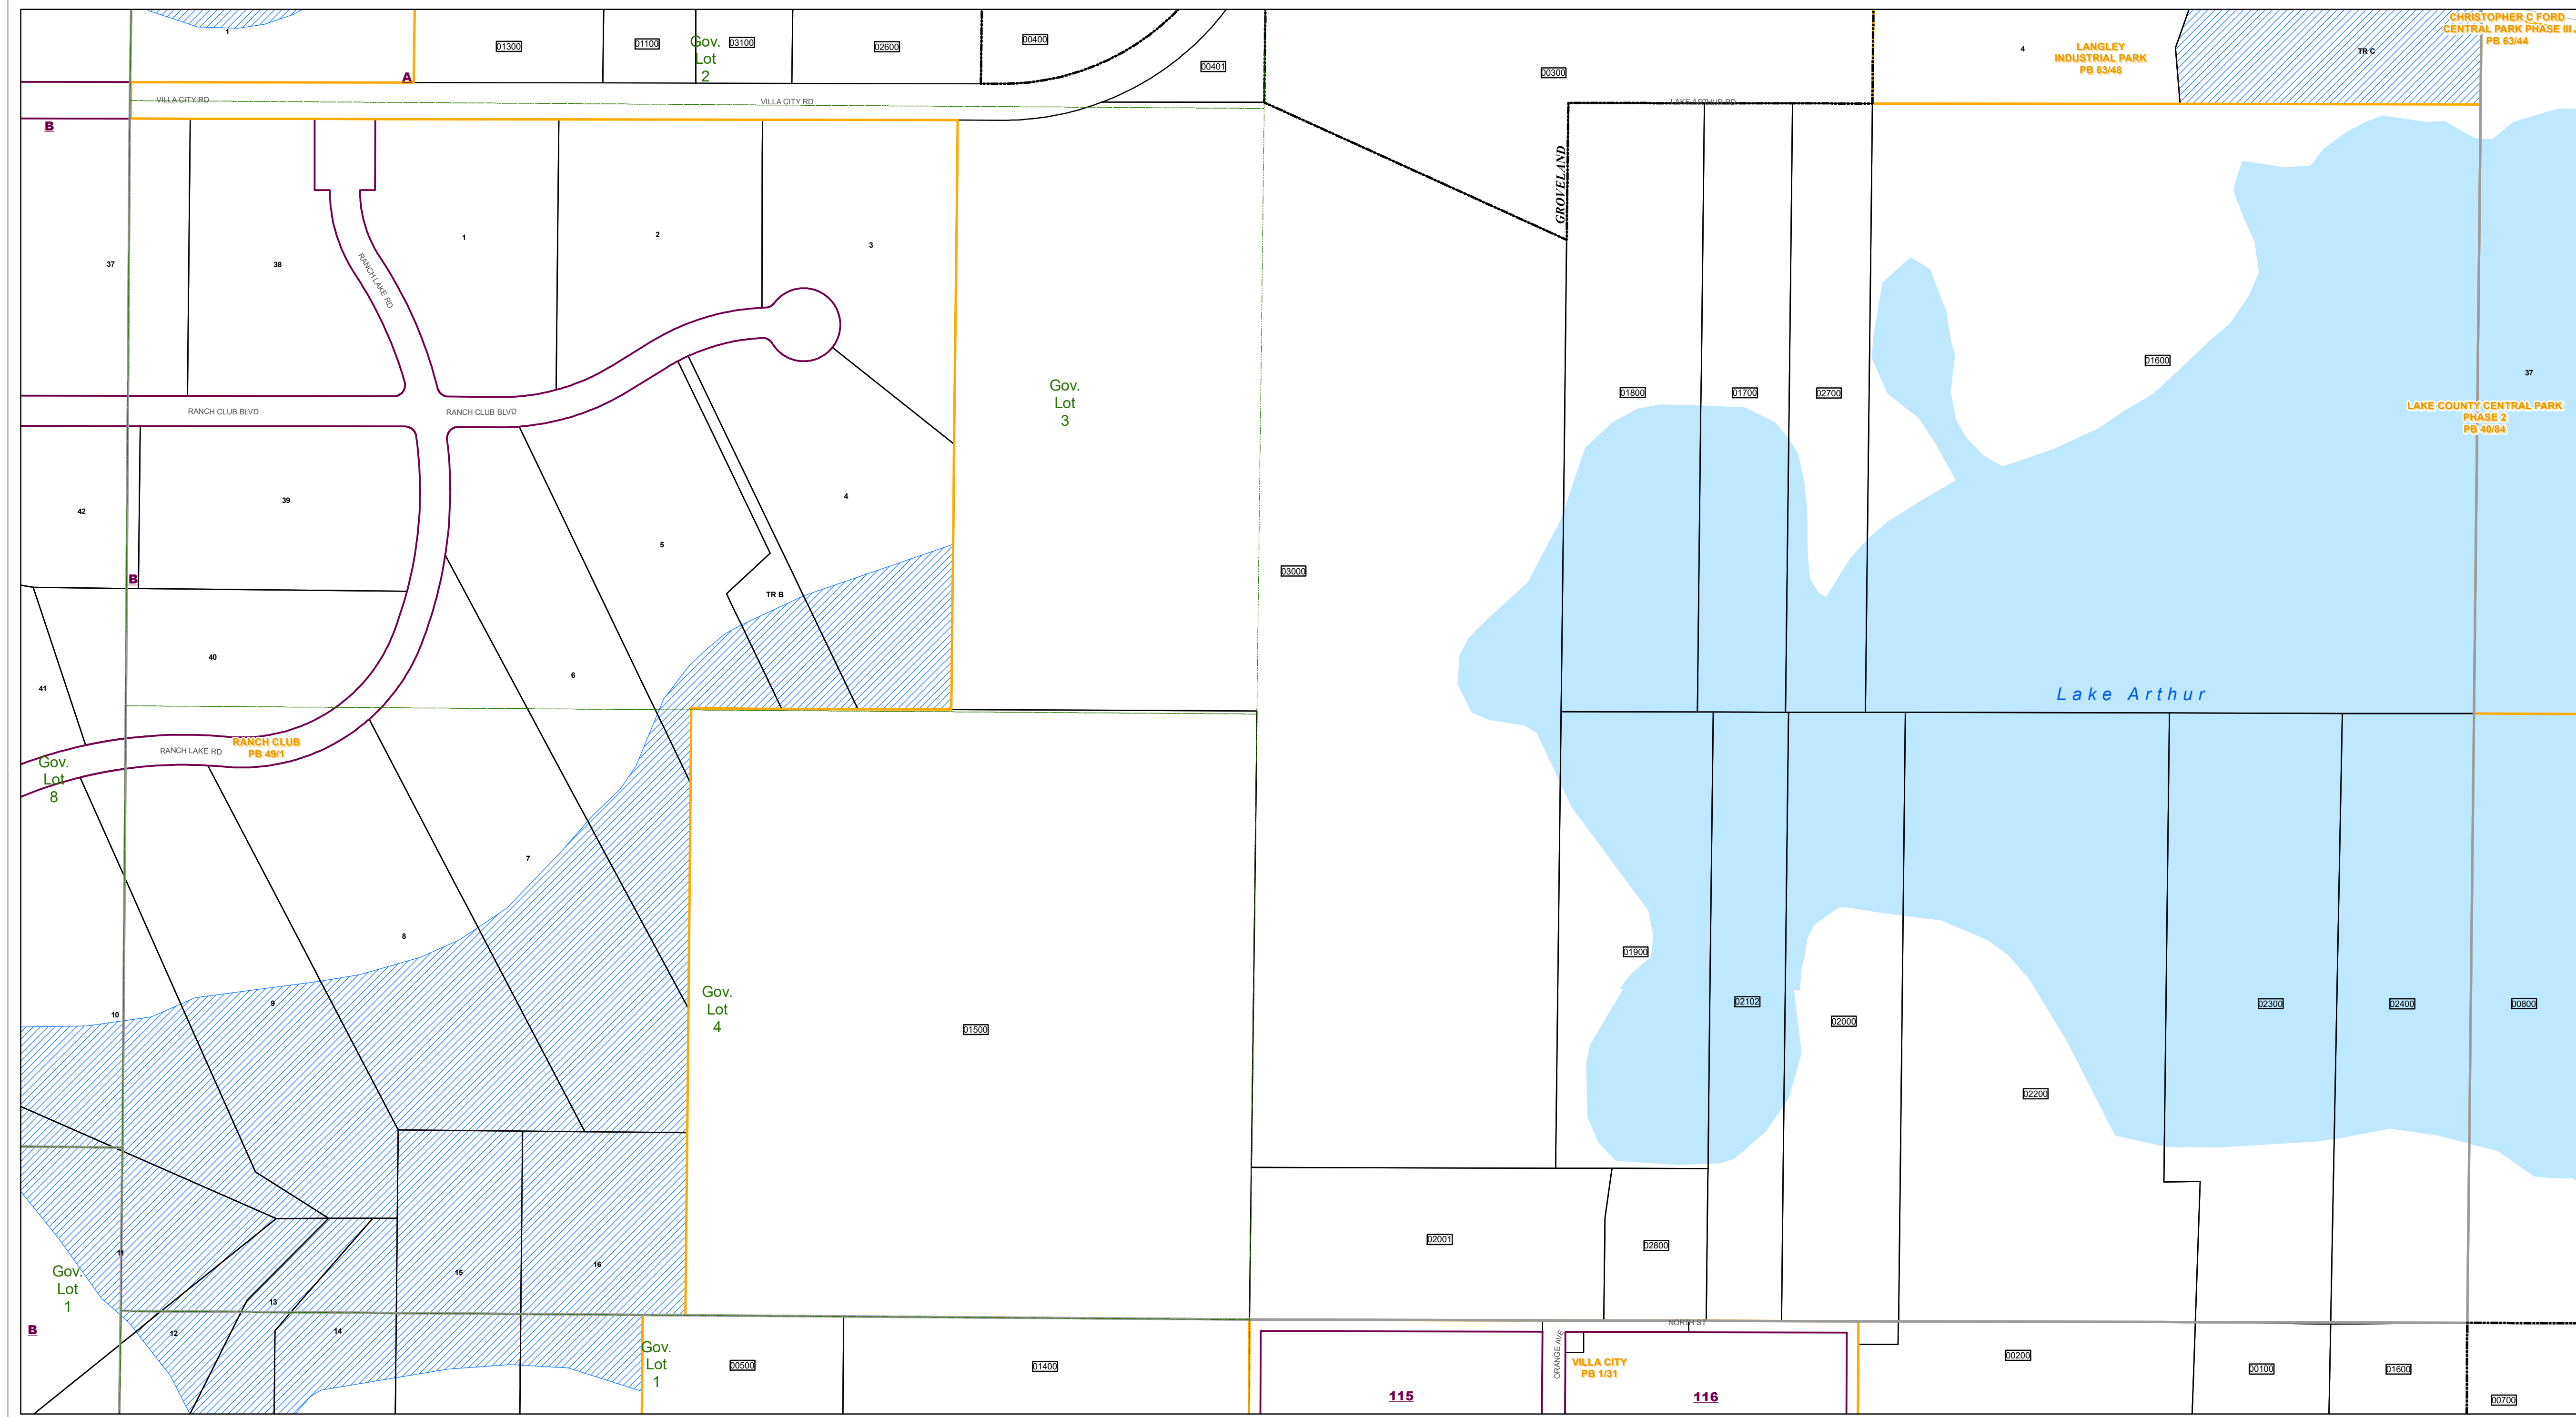 1
01300
01100
Gov.
Lot
2
03100
02600
00400
00401
00300
4
LANGLEY
INDUSTRIAL PARK
PB 63/48
TR C
CHRISTOPHER C FORD
CENTRAL PARK PHASE III
PB 63/44
A
VILLA CITY RD
VILLA CITY RD
LAKE ARTHUR RD
B
GROVELAND
37
38
RANCH LAKE RD
1
2
3
RANCH CLUB BLVD
RANCH CLUB BLVD
Gov.
Lot
3
01800
01700
02700
01600
37
LAKE COUNTY CENTRAL PARK
PHASE 2
PB 40/84
42
39
5
4
B
TR B
03000
40
41
6
Lake Arthur
RANCH LAKE RD
RANCH CLUB
PB 49/1
Gov.
Lot
8
7
8
9
10
Gov.
Lot
4
01500
01900
02102
02000
02200
02300
02400
00800
11
Gov.
Lot
1
13
15
16
02001
02800
B
12
14
Gov.
Lot
1
00500
01400
NORTH ST
ORANGE AVE
VILLA CITY
PB 1/31
115
116
00200
00100
01600
00700